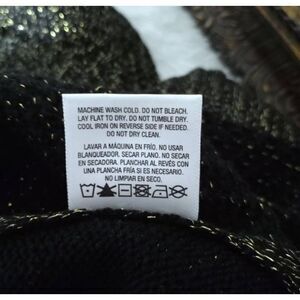 MACHINE WASH COLD. DO NOT BLEACH.
LAY FLAT TO DRY. DO NOT TUMBLE DRY.
COOL IRON ON REVERSE SIDE IF NEEDED.
DO NOT DRY CLEAN.
LAVAR A MÁQUINA EN FRÍO. NO USAR
BLANQUEADOR, SECAR PLANO. NO SECAR
EN SECADORA. PLANCHAR AL REVÉS CON
UNA PLANCHA FRÍA SI ES NECESARIO.
NO LIMPIAR EN SECO.